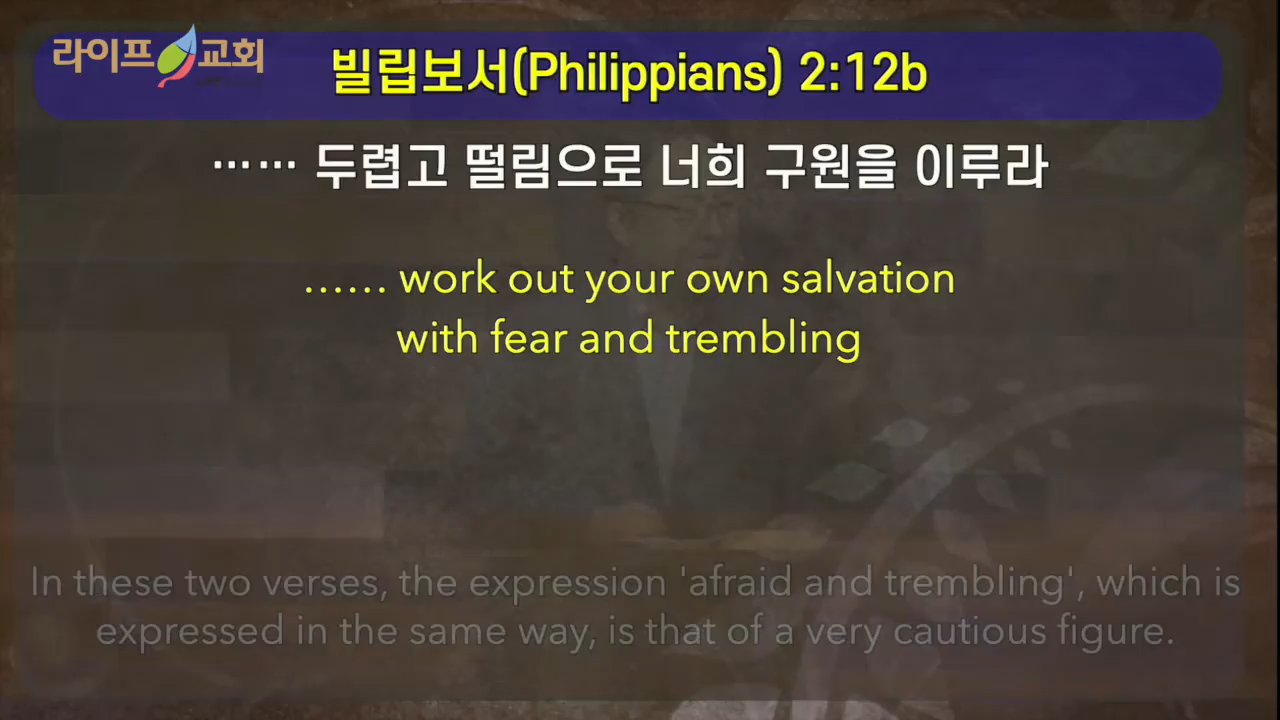 라이프교회
빌립보서(Philippians) 2:12b
…… 두렵고 떨림으로 너희 구원을 이루라
…… work out your own salvation
with fear and trembling
In these two verses, the expression 'afraid and trembling', which is
expressed in the same way, is that of a very cautious figure.